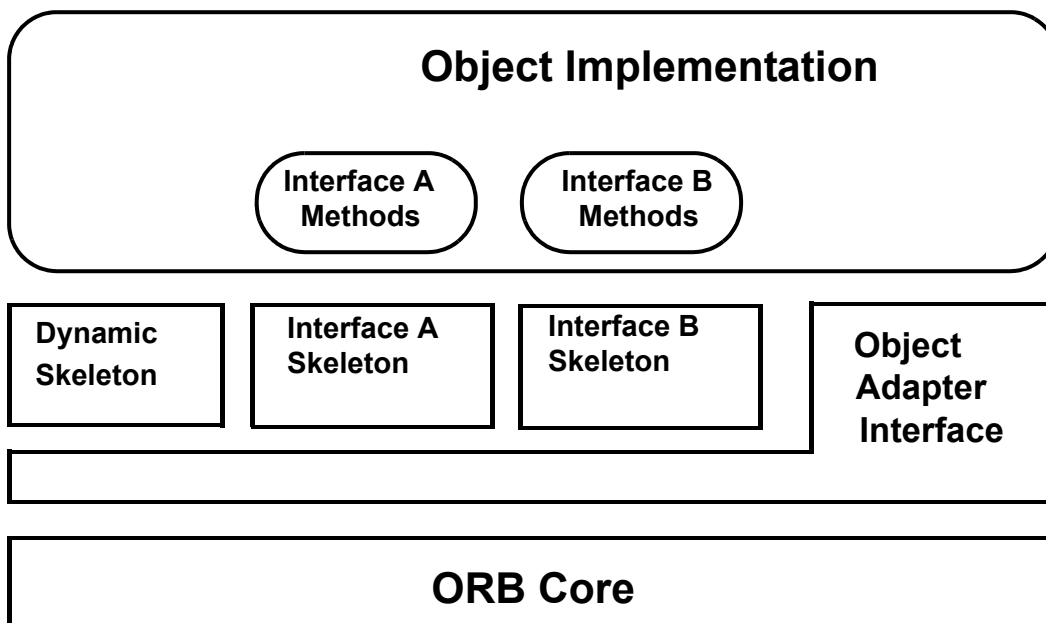 Object Implementation
Interface A
Methods
Interface B
Methods
Dynamic
Skeleton
Interface A
Skeleton
Interface B
Skeleton
Object
Adapter
Interface
ORB Core